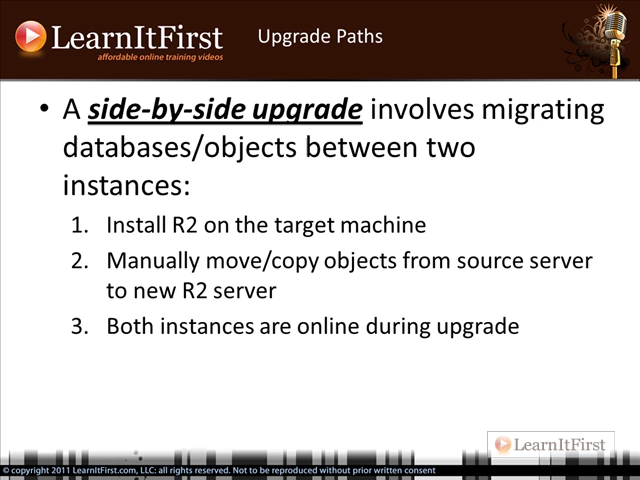 LearnItFirst
affordable online training videos
Upgrade Paths
• A side-by-side upgrade involves migrating
databases/objects between two
instances:
1. Install R2 on the target machine
2. Manually move/copy objects from source server
to new R2 server
3. Both instances are online during upgrade
LearnItFirst
© copyright 2011 LearnItFirst.com, LLC: all rights reserved. Not to be reproduced without prior written consent